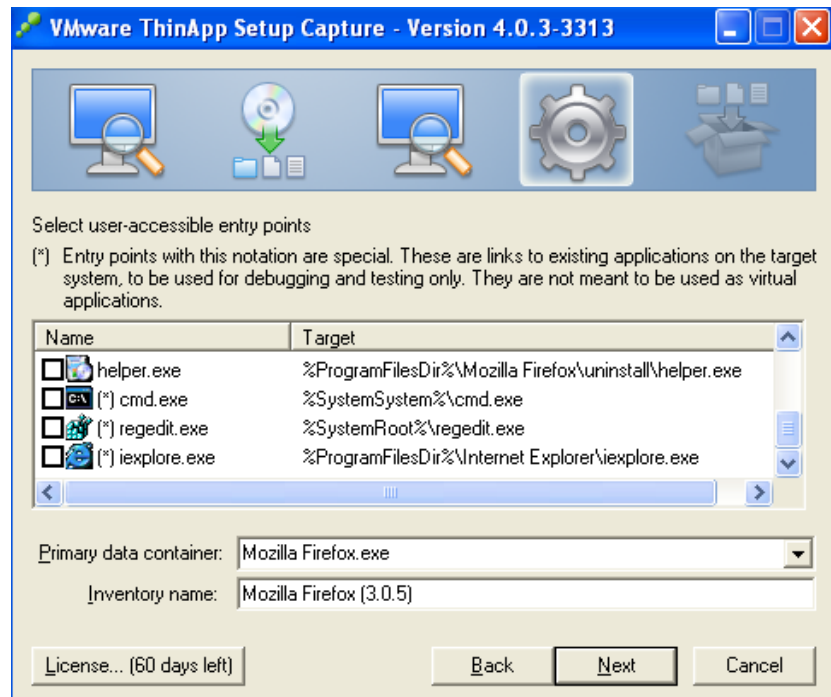 VMware ThinApp Setup Capture - Version 4.0.3-3313
Select user-accessible entry points
(*) Entry points with this notation are special. These are links to existing applications on the target
system, to be used for debugging and testing only. They are not meant to be used as virtual
applications.
Name Target
helper.exe %ProgramFilesDir%\Mozilla Firefox\uninstall\helper.exe
(*) cmd.exe %SystemSystem%\cmd.exe
(*) regedit.exe %SystemRoot%\regedit.exe
(*) iexplore.exe %ProgramFilesDir%\Internet Explorer\iexplore.exe
Primary data container: Mozilla Firefox.exe
Inventory name: Mozilla Firefox (3.0.5)
License... (60 days left) Back Next Cancel